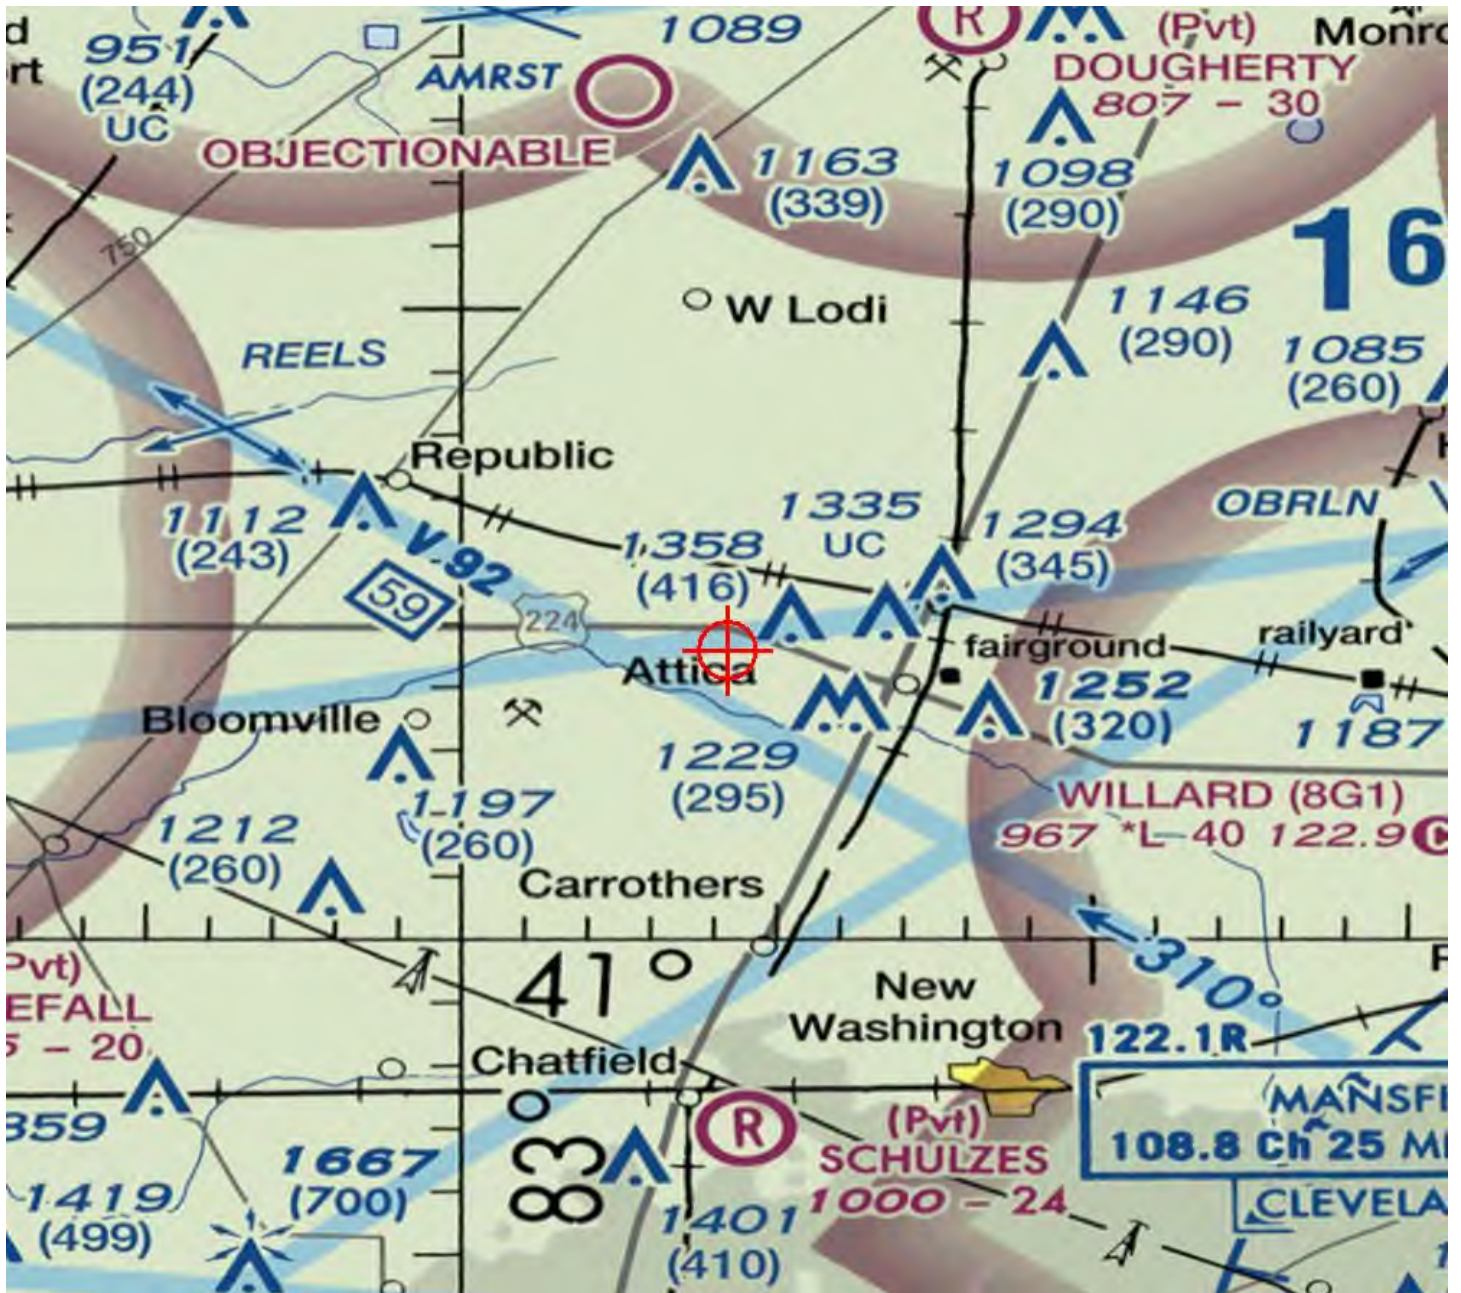 d
rt
951
(244)
UC
1089
AMRST
OBJECTIONABLE
R
(Pvt)
DOUGHERTY
807 - 30
Monro
1163
(339)
1098
(290)
16
750
W Lodi
1146
(290)
1085
(260)
REELS
Republic
1112
(243)
V 92
59
224
1358
(416)
1335
UC
1294
(345)
OBRLN
H
Attica
fairground
railyard
1252
(320)
1187
Bloomville
1229
(295)
1197
(260)
1212
(260)
WILLARD (8G1)
967 *L 40 122.9 C
Carrothers
41°
Pvt)
EFALL
5 - 20
New
Washington
310°
122.1R
Chatfield
83°
R
(Pvt)
SCHULZES
1000 - 24
MANSFI
108.8 Ch 25 M
CLEVELA
859
1419
(499)
1667
(700)
1401
(410)